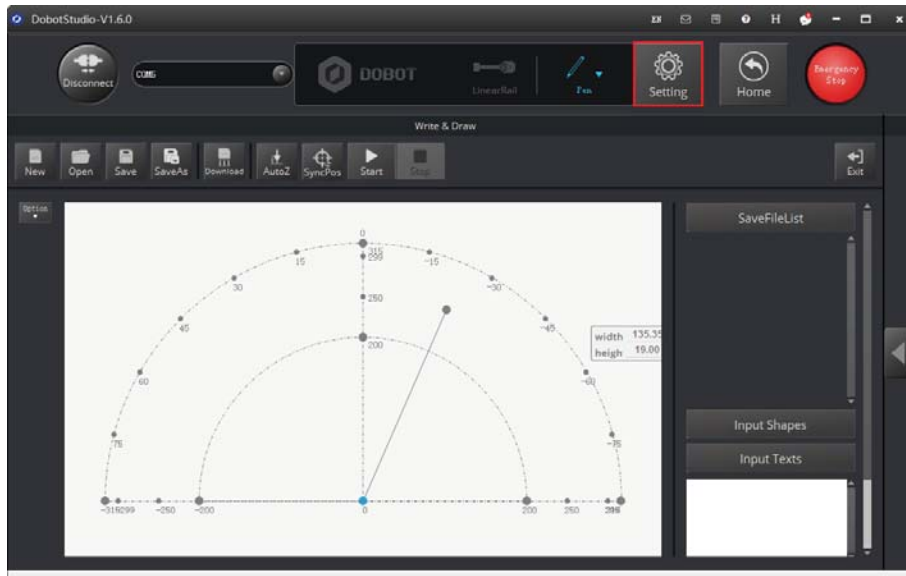 DobotStudio-V1.6.0
EN
H
Disconnect
COM5
DOBOT
LinearRail
Pen
Setting
Home
Emergency
Stop
Write & Draw
New
Open
Save
SaveAs
Download
AutoZ
SyncPos
Start
Stop
Exit
Option
SaveFileList
0
315
299
15
-15
30
-30
250
45
-45
200
width 135.35
heigh 19.00
60
-60
75
-75
Input Shapes
Input Texts
-250
-200
0
200
250